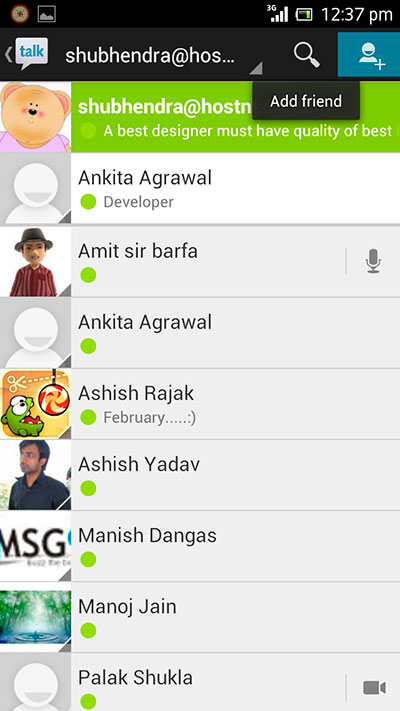 3G
12:37 pm
talk
shubhendra@hos…
Add friend
shubhendra@hostn
A best designer must have quality of best
Ankita Agrawal
Developer
Amit sir barfa
Ankita Agrawal
Ashish Rajak
February.....:)
Ashish Yadav
MSG
Manish Dangas
Manoj Jain
Palak Shukla